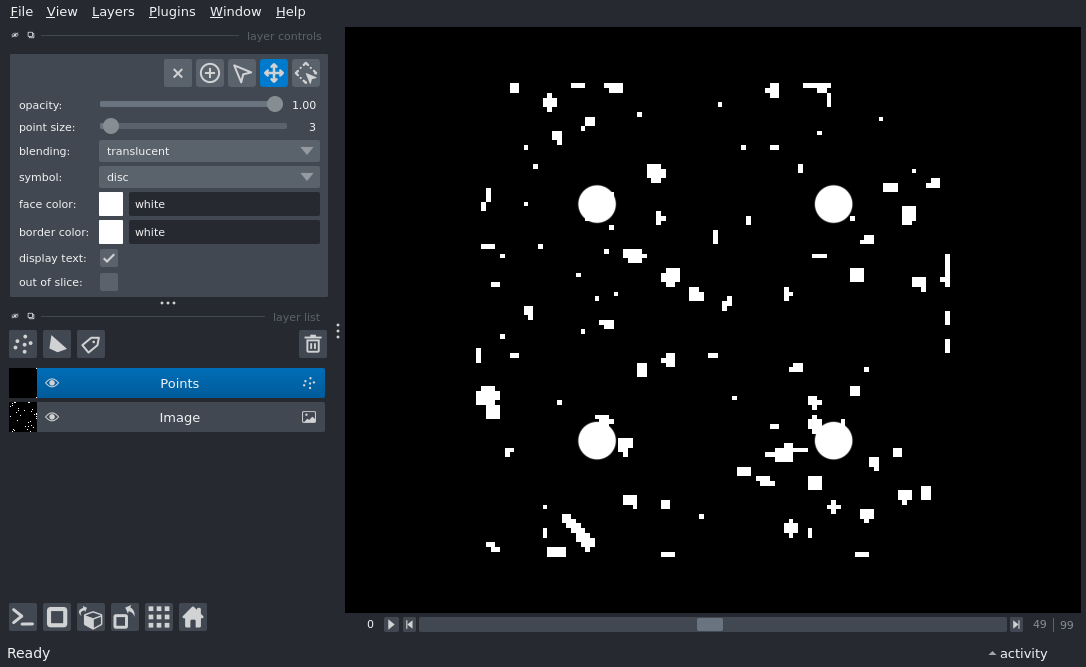 File View Layers Plugins Window Help
layer controls
opacity: 1.00
point size: 3
blending: translucent
symbol: disc
face color: white
border color: white
display text:
out of slice:
layer list
Points
Image
0 49 99
Ready activity